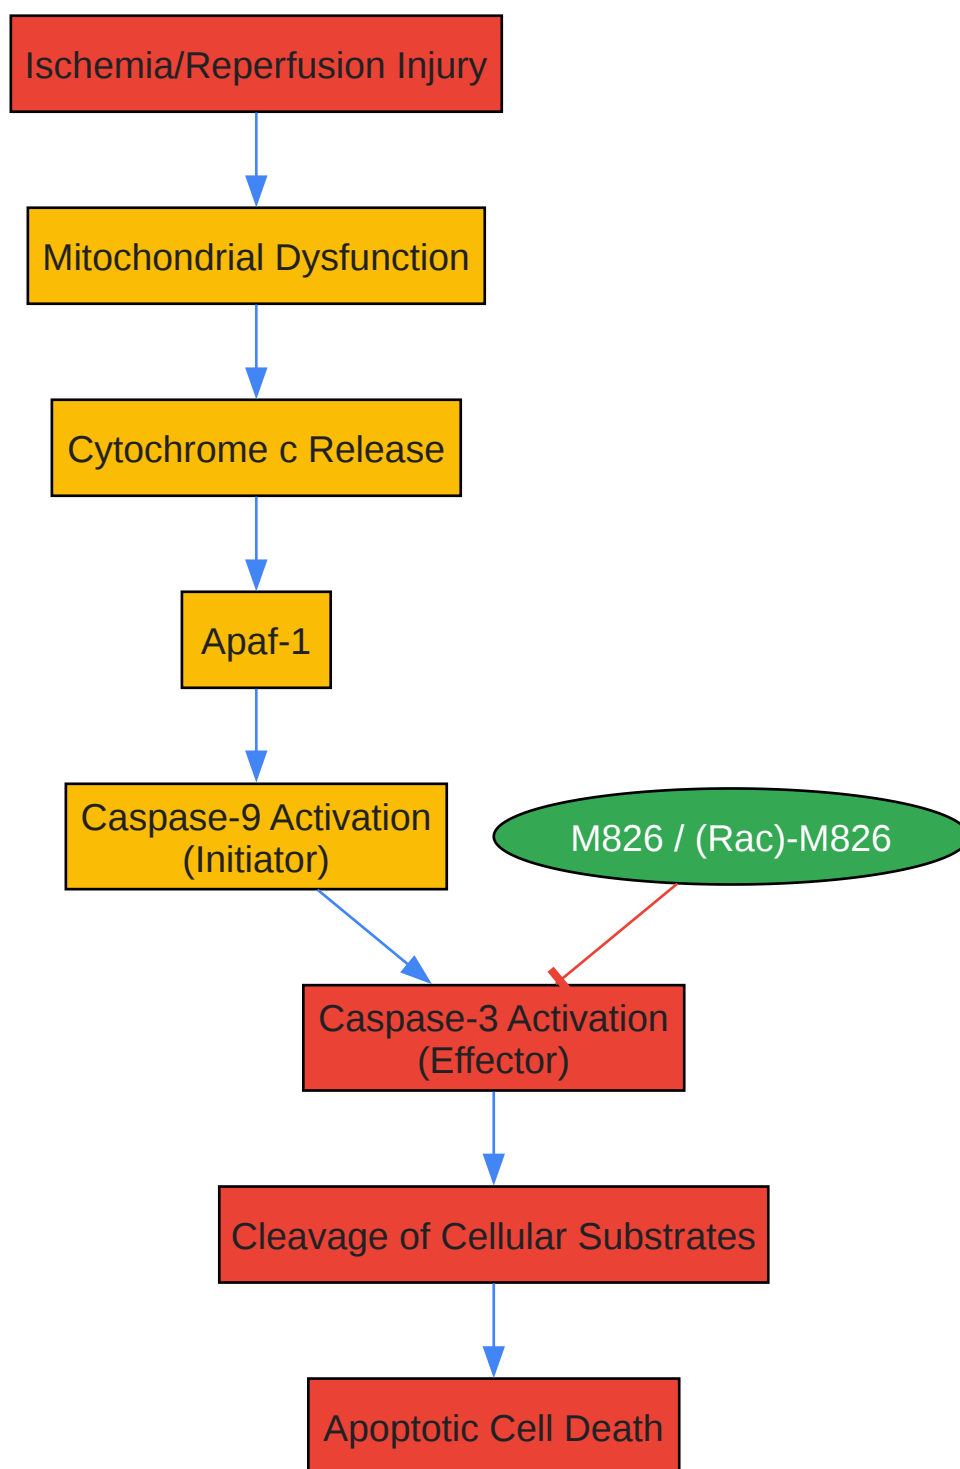 Ischemia/Reperfusion Injury
Mitochondrial Dysfunction
Cytochrome c Release
Apaf-1
Caspase-9 Activation
(Initiator)
M826 / (Rac)-M826
Caspase-3 Activation
(Effector)
Cleavage of Cellular Substrates
Apoptotic Cell Death